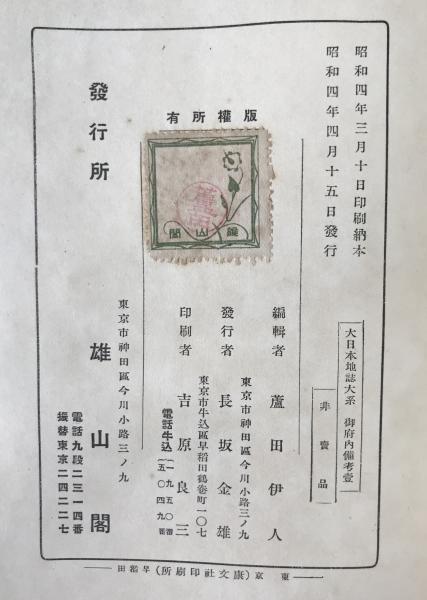 昭和四年三月十日印刷納本
昭和四年四月十五日發行
大日本地誌大系 御府內備考壹
非賣品
版權所有
雄山閣
編輯者 蘆田伊人
東京市神田區今川小路三ノ九
發行者 長坂金雄
東京市牛込區早稻田鶴卷町一〇七
印刷者 吉原良三
電話牛込
一九五〇番
五〇四九番
發行所 雄山閣
東京市神田區今川小路三ノ九
電話九段二三一四番
振替東京二四二二七
東京(康文社印刷所)早稻田